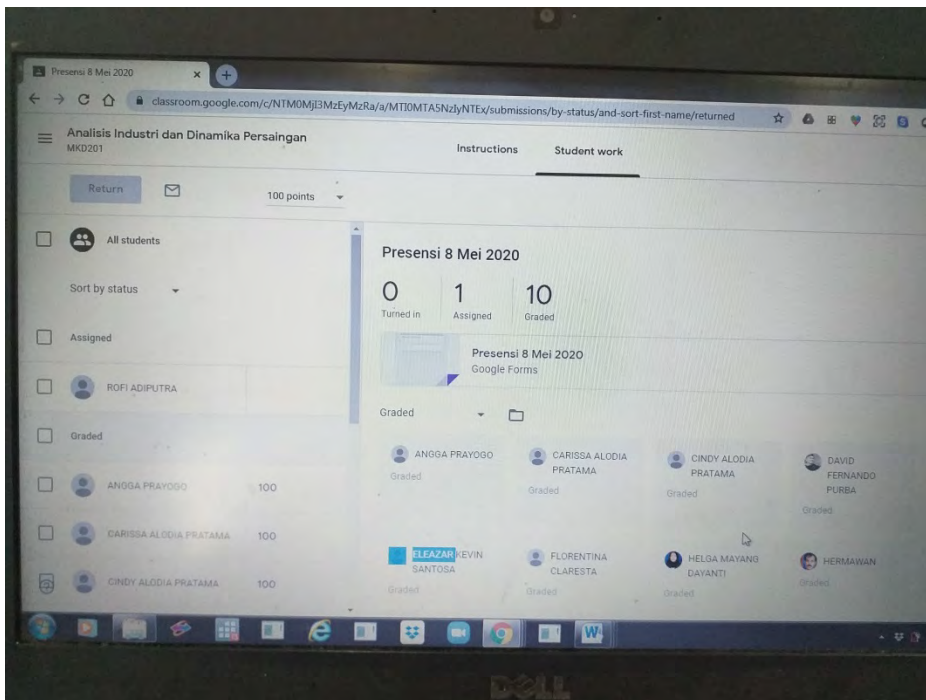 Presensi 8 Mei 2020
classroom.google.com/c/NTM0MjI3MzEyMzRa/a/MTI0MTA5NzIyNTEx/submissions/by-status/and-sort-first-name/returned
Analisis Industri dan Dinamika Persaingan
MKD201
Instructions
Student work
Return
100 points
All students
Sort by status
Assigned
ROFI ADIPUTRA
Graded
ANGGA PRAYOGO 100
CARISSA ALODIA PRATAMA 100
CINDY ALODIA PRATAMA 100
Presensi 8 Mei 2020
0 1 10
Turned in Assigned Graded
Presensi 8 Mei 2020
Google Forms
Graded
ANGGA PRAYOGO
Graded
CARISSA ALODIA
PRATAMA
Graded
CINDY ALODIA
PRATAMA
Graded
DAVID
FERNANDO
PURBA
Graded
ELEAZAR KEVIN
SANTOSA
Graded
FLORENTINA
CLARESTA
Graded
HELGA MAYANG
DAYANTI
Graded
HERMAWAN
Graded
DELL